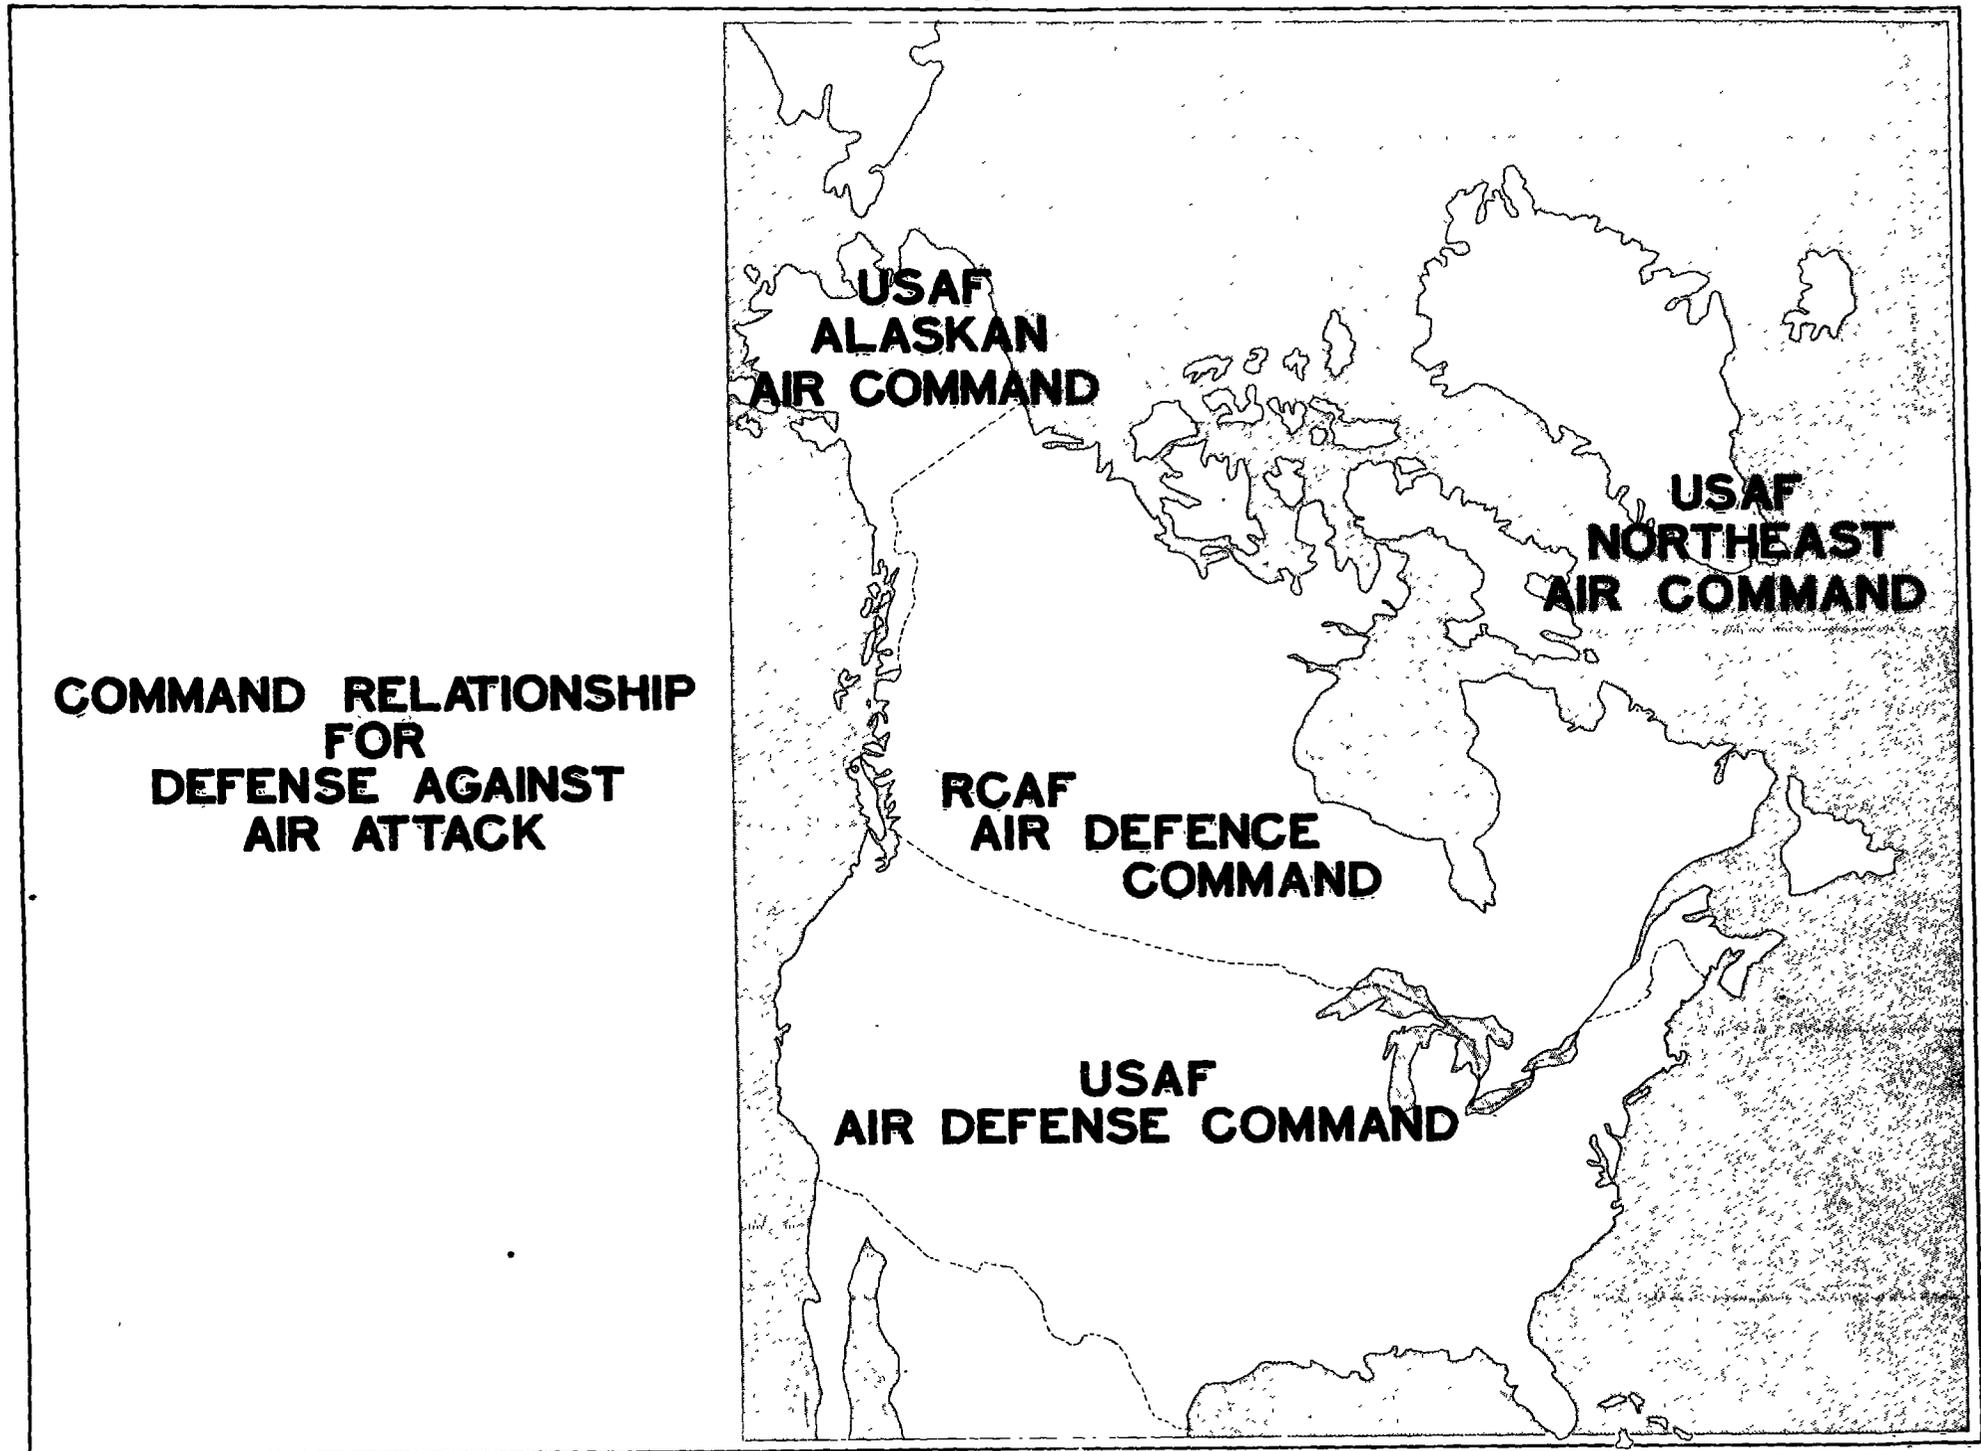 COMMAND RELATIONSHIP
FOR
DEFENSE AGAINST
AIR ATTACK
USAF
ALASKAN
AIR COMMAND
USAF
NORTHEAST
AIR COMMAND
RCAF
AIR DEFENCE
COMMAND
USAF
AIR DEFENSE COMMAND